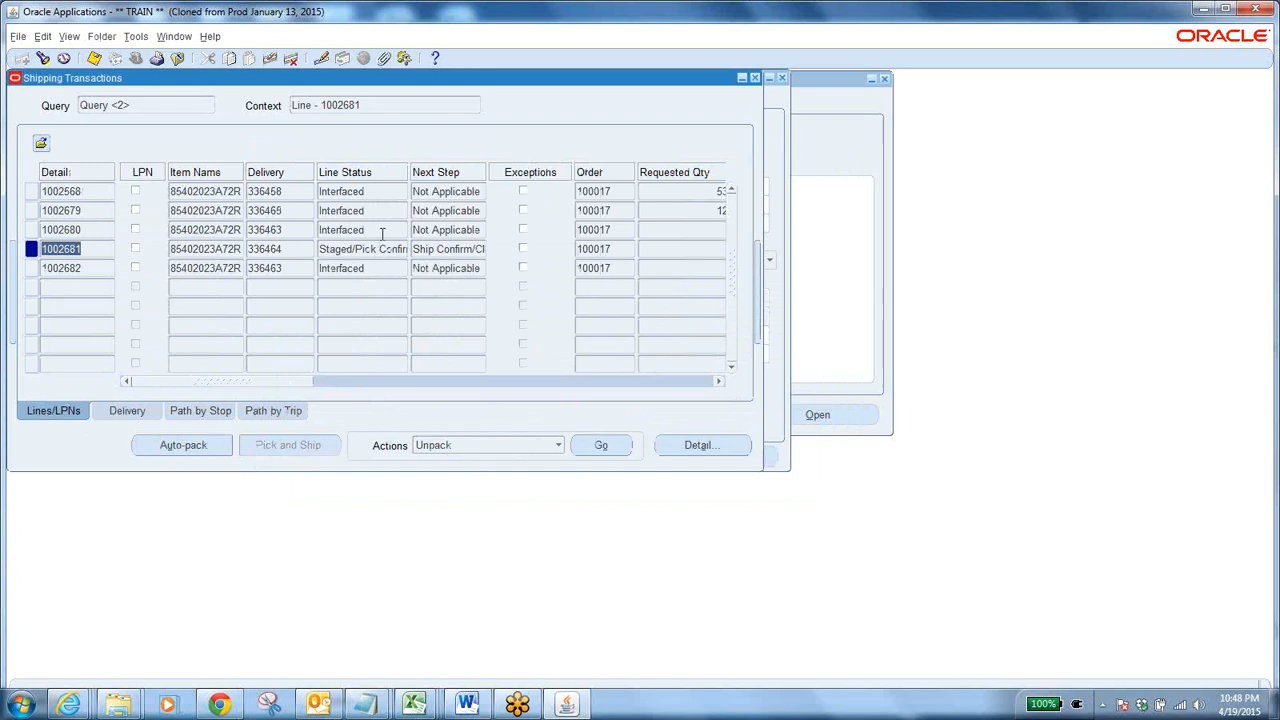 Oracle Applications - ** TRAIN ** (Cloned from Prod January 13, 2015)
File Edit View Folder Tools Window Help
ORACLE
Shipping Transactions
Query Query <2> Context Line - 1002681
Detail LPN Item Name Delivery Line Status Next Step Exceptions Order Requested Qty
1002568 85402023A72R 336458 Interfaced Not Applicable 100017 53
1002679 85402023A72R 336465 Interfaced Not Applicable 100017 12
1002680 85402023A72R 336463 Interfaced Not Applicable 100017
1002681 85402023A72R 336464 Staged/Pick Confirm Ship Confirm/Cl 100017
1002682 85402023A72R 336463 Interfaced Not Applicable 100017
Lines/LPNs Delivery Path by Stop Path by Trip
Open
Auto-pack Pick and Ship Actions Unpack Go Detail...
100%
10:48 PM
4/19/2015